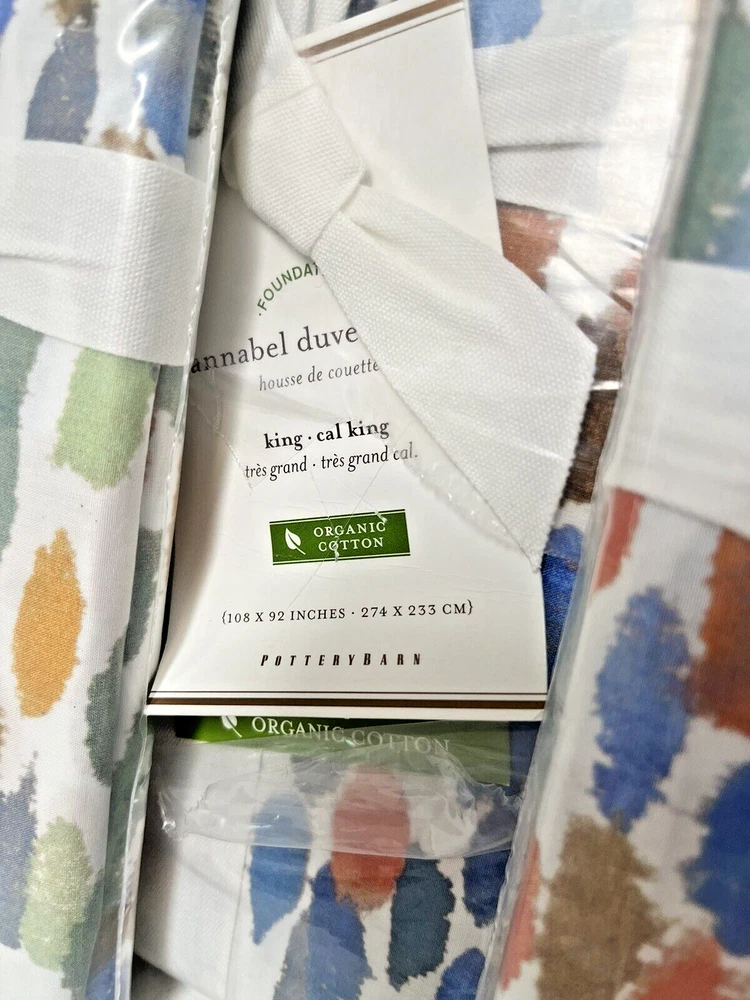 ·FOUNDAT
annabel duve
housse de couette
king · cal king
très grand · très grand cal.
ORGANIC
COTTON
{108 X 92 INCHES · 274 X 233 CM}
POTTERYBARN
ORGANIC COTTON